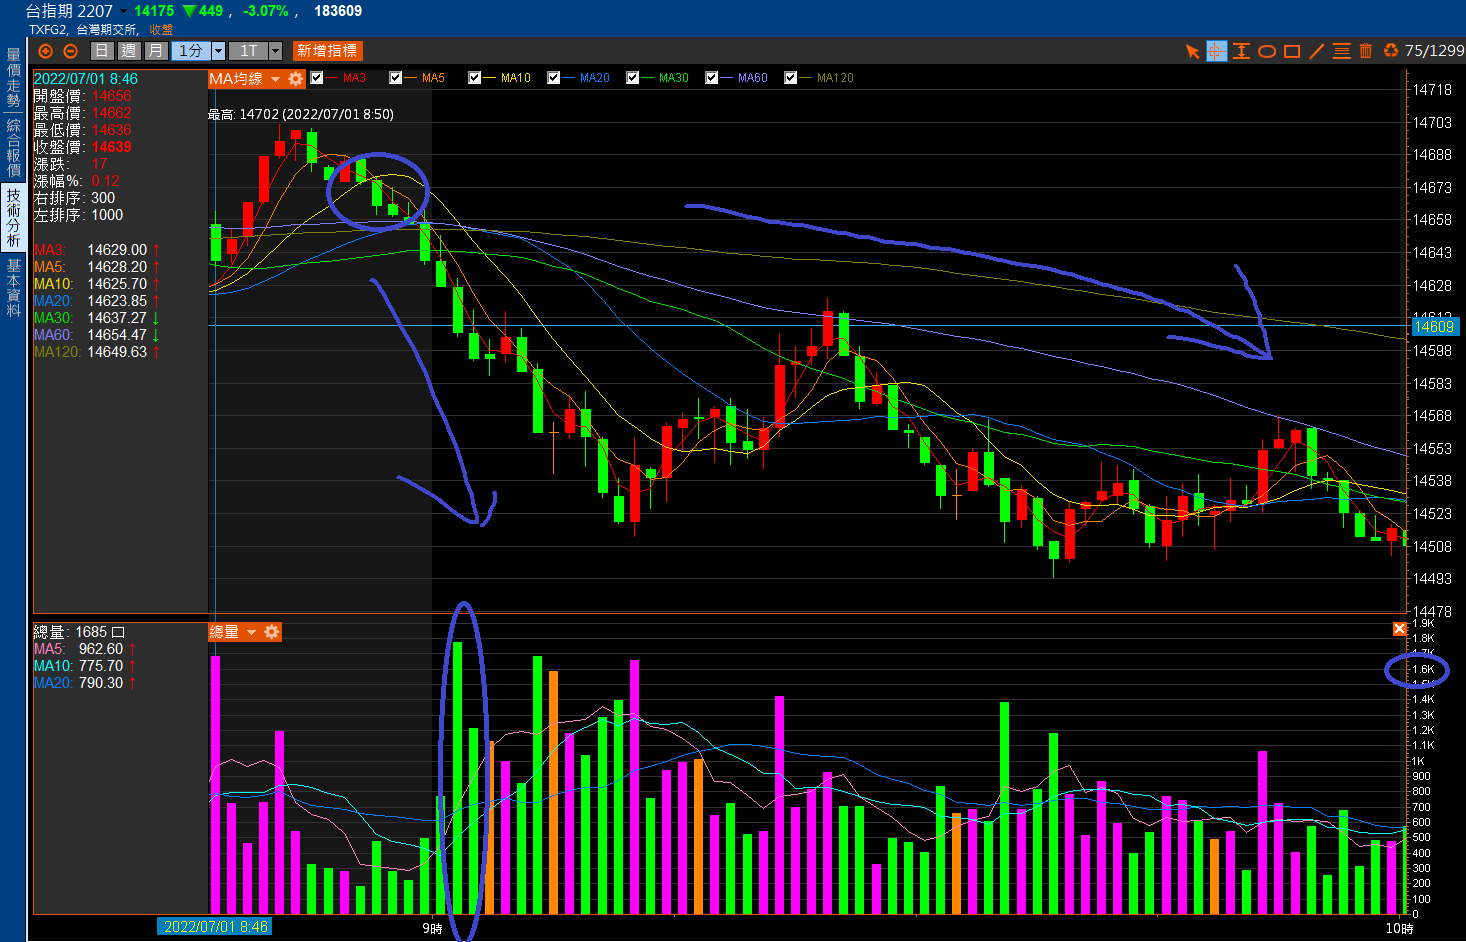 台指期 2207 14175 ▼449 , -3.07% , 183609
TXFG2, 台灣期交所, 收盤
日 週 月 1分 1T 新增指標 75/1299
量價走勢
綜合報價
技術分析
基本資料
2022/07/01 8:46
開盤價: 14656
最高價: 14662
最低價: 14636
收盤價: 14639
漲跌: 17
漲幅%: 0.12
右排序: 300
左排序: 1000
MA3: 14629.00 ↑
MA5: 14628.20 ↑
MA10: 14625.70 ↑
MA20: 14623.85 ↑
MA30: 14637.27 ↓
MA60: 14654.47 ↓
MA120: 14649.63 ↑
MA均線 MA3 MA5 MA10 MA20 MA30 MA60 MA120
最高: 14702 (2022/07/01 8:50)
14718
14703
14688
14673
14658
14643
14628
14613
14609
14598
14583
14568
14553
14538
14523
14508
14493
14478
總量: 1685 口
MA5: 962.60 ↑
MA10: 775.70 ↑
MA20: 790.30 ↑
總量
1.9K
1.8K
1.7K
1.6K
1.5K
1.4K
1.3K
1.2K
1.1K
1K
900
800
700
600
500
400
300
200
100
0
2022/07/01 8:46 9時 10時